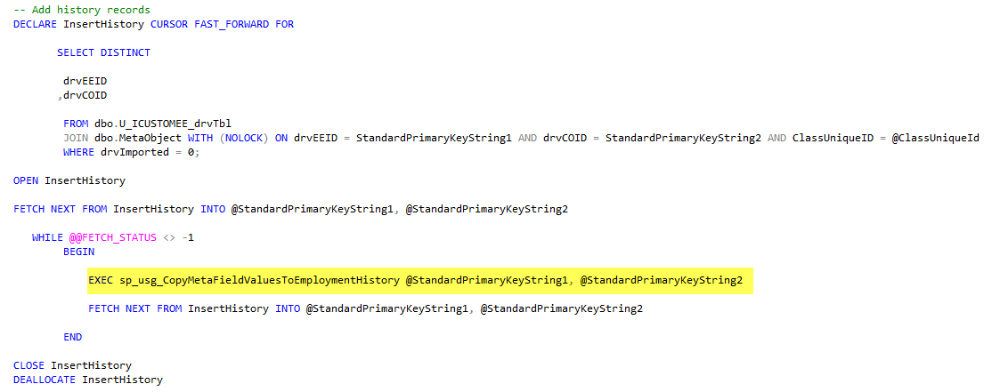 -- Add history records
DECLARE InsertHistory CURSOR FAST_FORWARD FOR
SELECT DISTINCT
drvEEID
,drvCOID
FROM dbo.U_ICUSTOMEE_drvTbl
JOIN dbo.MetaObject WITH (NOLOCK) ON drvEEID = StandardPrimaryKeyString1 AND drvCOID = StandardPrimaryKeyString2 AND ClassUniqueID = @ClassUniqueId
WHERE drvImported = 0;
OPEN InsertHistory
FETCH NEXT FROM InsertHistory INTO @StandardPrimaryKeyString1, @StandardPrimaryKeyString2
WHILE @@FETCH_STATUS <> -1
BEGIN
EXEC sp_usg_CopyMetaFieldValuesToEmploymentHistory @StandardPrimaryKeyString1, @StandardPrimaryKeyString2
FETCH NEXT FROM InsertHistory INTO @StandardPrimaryKeyString1, @StandardPrimaryKeyString2
END
CLOSE InsertHistory
DEALLOCATE InsertHistory